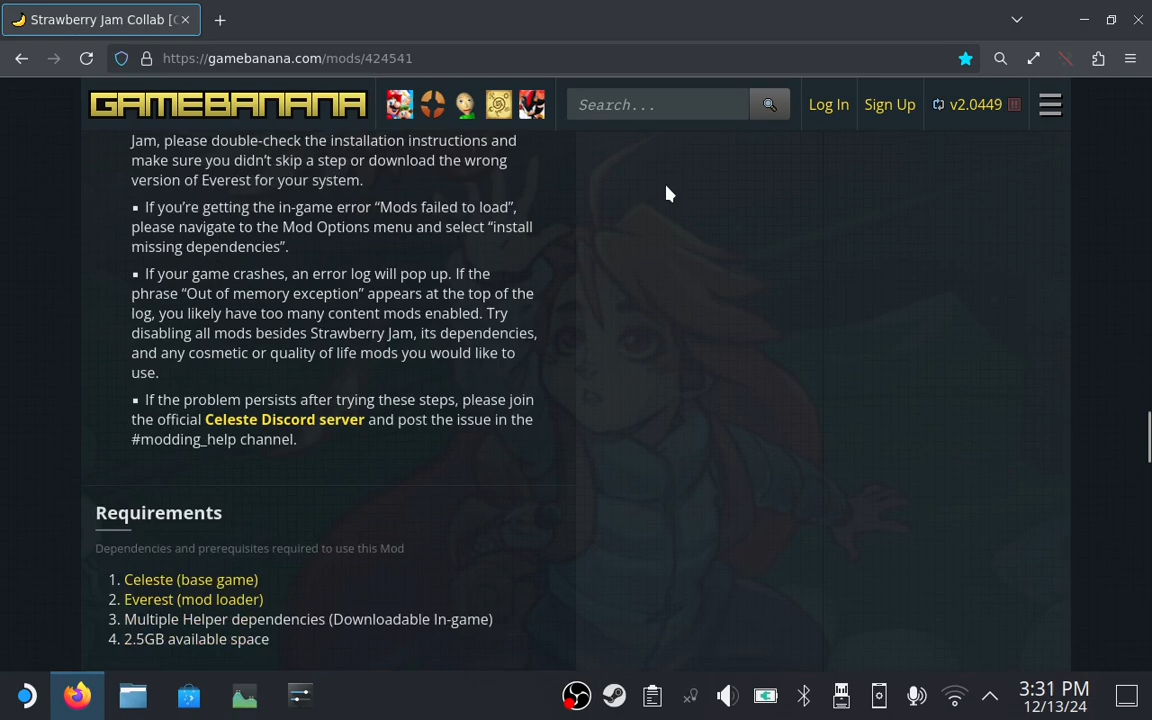 Strawberry Jam Collab [C
https://gamebanana.com/mods/424541
GAMEBANANA
Search...
Log In
Sign Up
v2.0449
Jam, please double-check the installation instructions and
make sure you didn't skip a step or download the wrong
version of Everest for your system.
▪ If you're getting the in-game error “Mods failed to load”,
please navigate to the Mod Options menu and select “install
missing dependencies”.
▪ If your game crashes, an error log will pop up. If the
phrase “Out of memory exception” appears at the top of the
log, you likely have too many content mods enabled. Try
disabling all mods besides Strawberry Jam, its dependencies,
and any cosmetic or quality of life mods you would like to
use.
▪ If the problem persists after trying these steps, please join
the official Celeste Discord server and post the issue in the
#modding_help channel.
Requirements
Dependencies and prerequisites required to use this Mod
1. Celeste (base game)
2. Everest (mod loader)
3. Multiple Helper dependencies (Downloadable In-game)
4. 2.5GB available space
3:31 PM
12/13/24